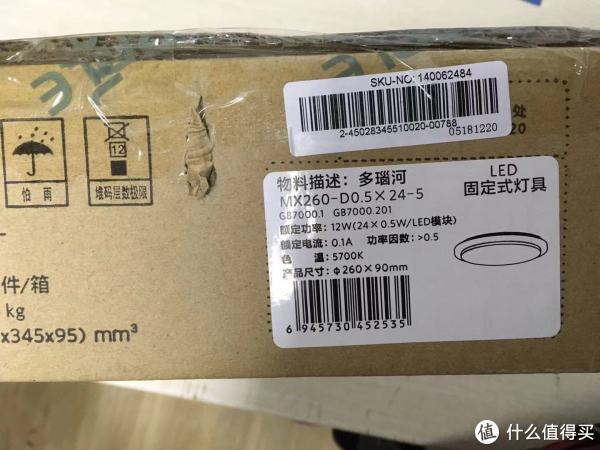 SKU-NO: 140062484
2-45028345510020-00788
05181220
处
20
12
怕雨
堆码层数极限
物料描述：多瑙河
MX260-D0.5×24-5
GB7000.1 GB7000.201
额定功率：12W(24×0.5W/LED模块)
额定电流：0.1A 功率因数：>0.5
色 温：5700K
产品尺寸：Φ260×90mm
6 945730 452535
LED
固定式灯具
件/箱
kg
x345x95) mm³
值 什么值得买